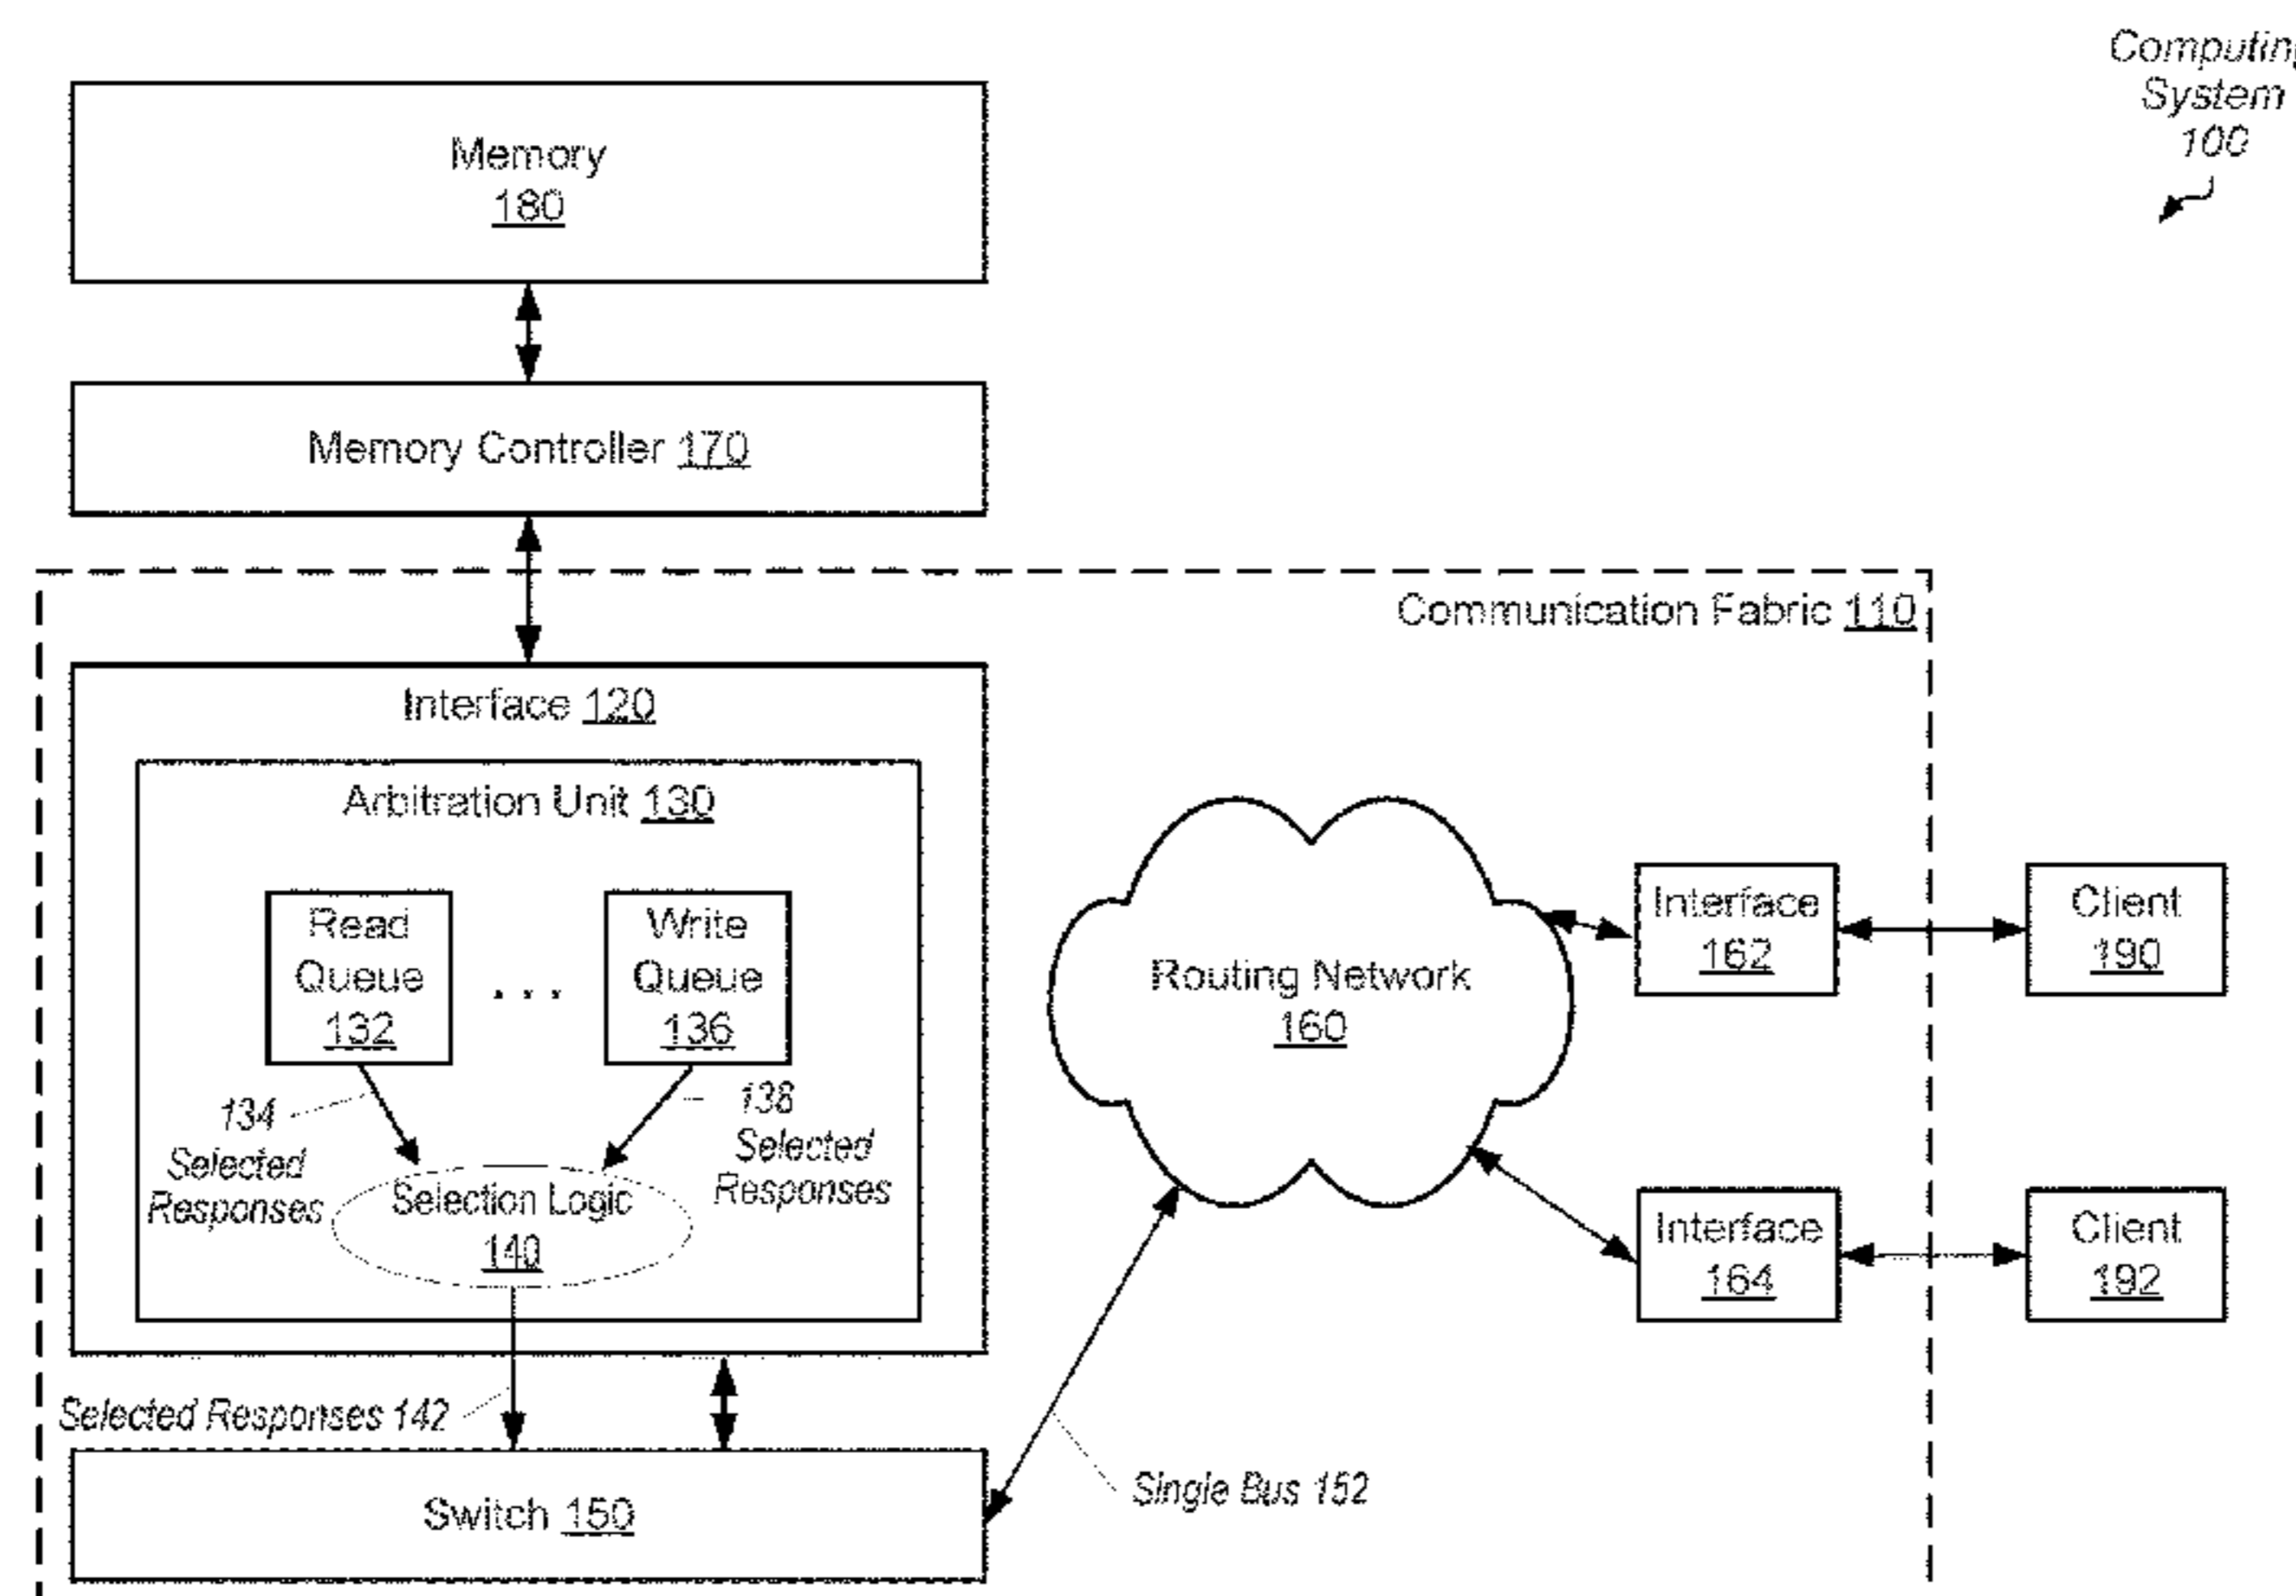 Computing
System
100
Memory
180
Memory Controller 170
Communication Fabric 110
Interface 120
Arbitration Unit 130
Read
Queue
132
. . .
Write
Queue
136
134
Selected
Responses
138
Selected
Responses
Selection Logic
140
Routing Network
160
Interface
162
Client
190
Interface
164
Client
192
Selected Responses 142
Switch 150
Single Bus 152